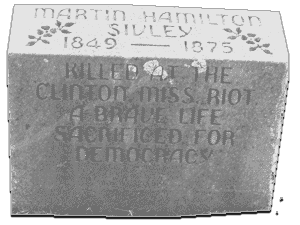 MARTIN HAMILTON
SIVLEY
1849 — 1875
KILLED AT THE
CLINTON, MISS. RIOT
A BRAVE LIFE
SACRIFICED FOR
DEMOCRACY